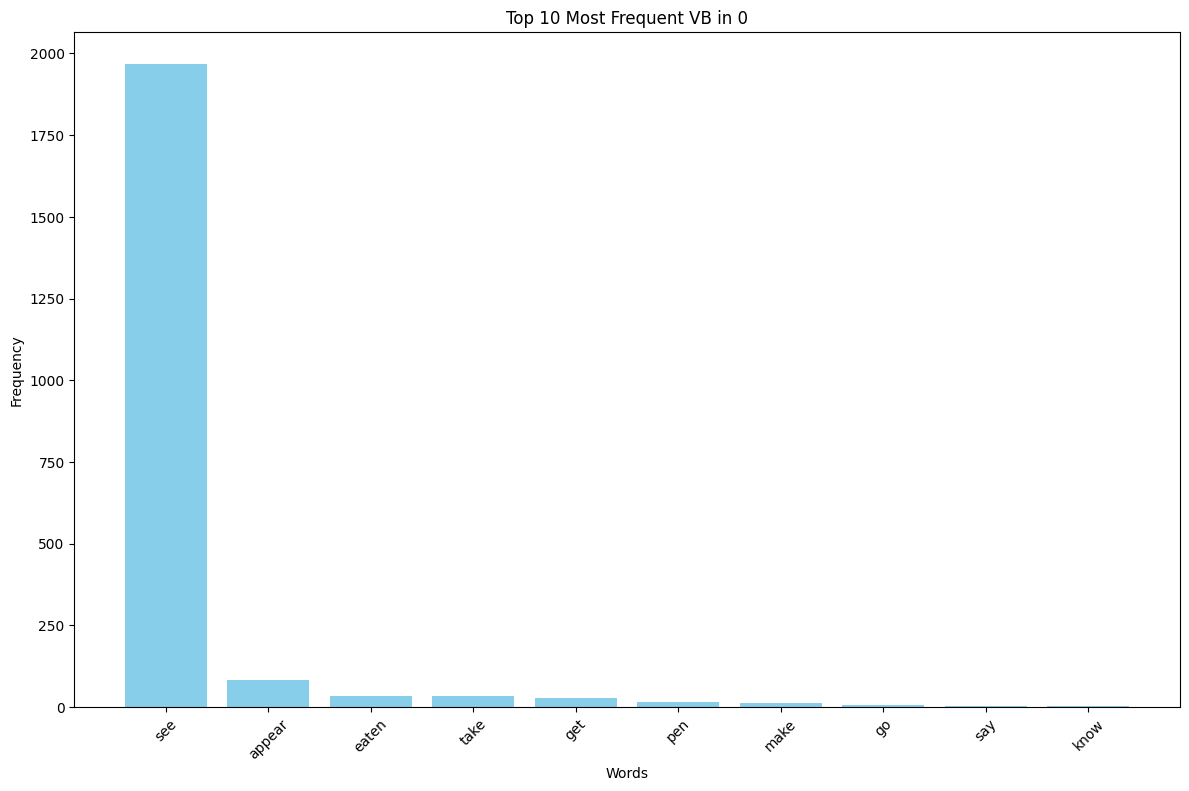 Top 10 Most Frequent VB in 0
2000
1750
1500
1250
1000
750
500
250
0
Frequency
see
appear
eaten
take
get
pen
make
go
say
know
Words